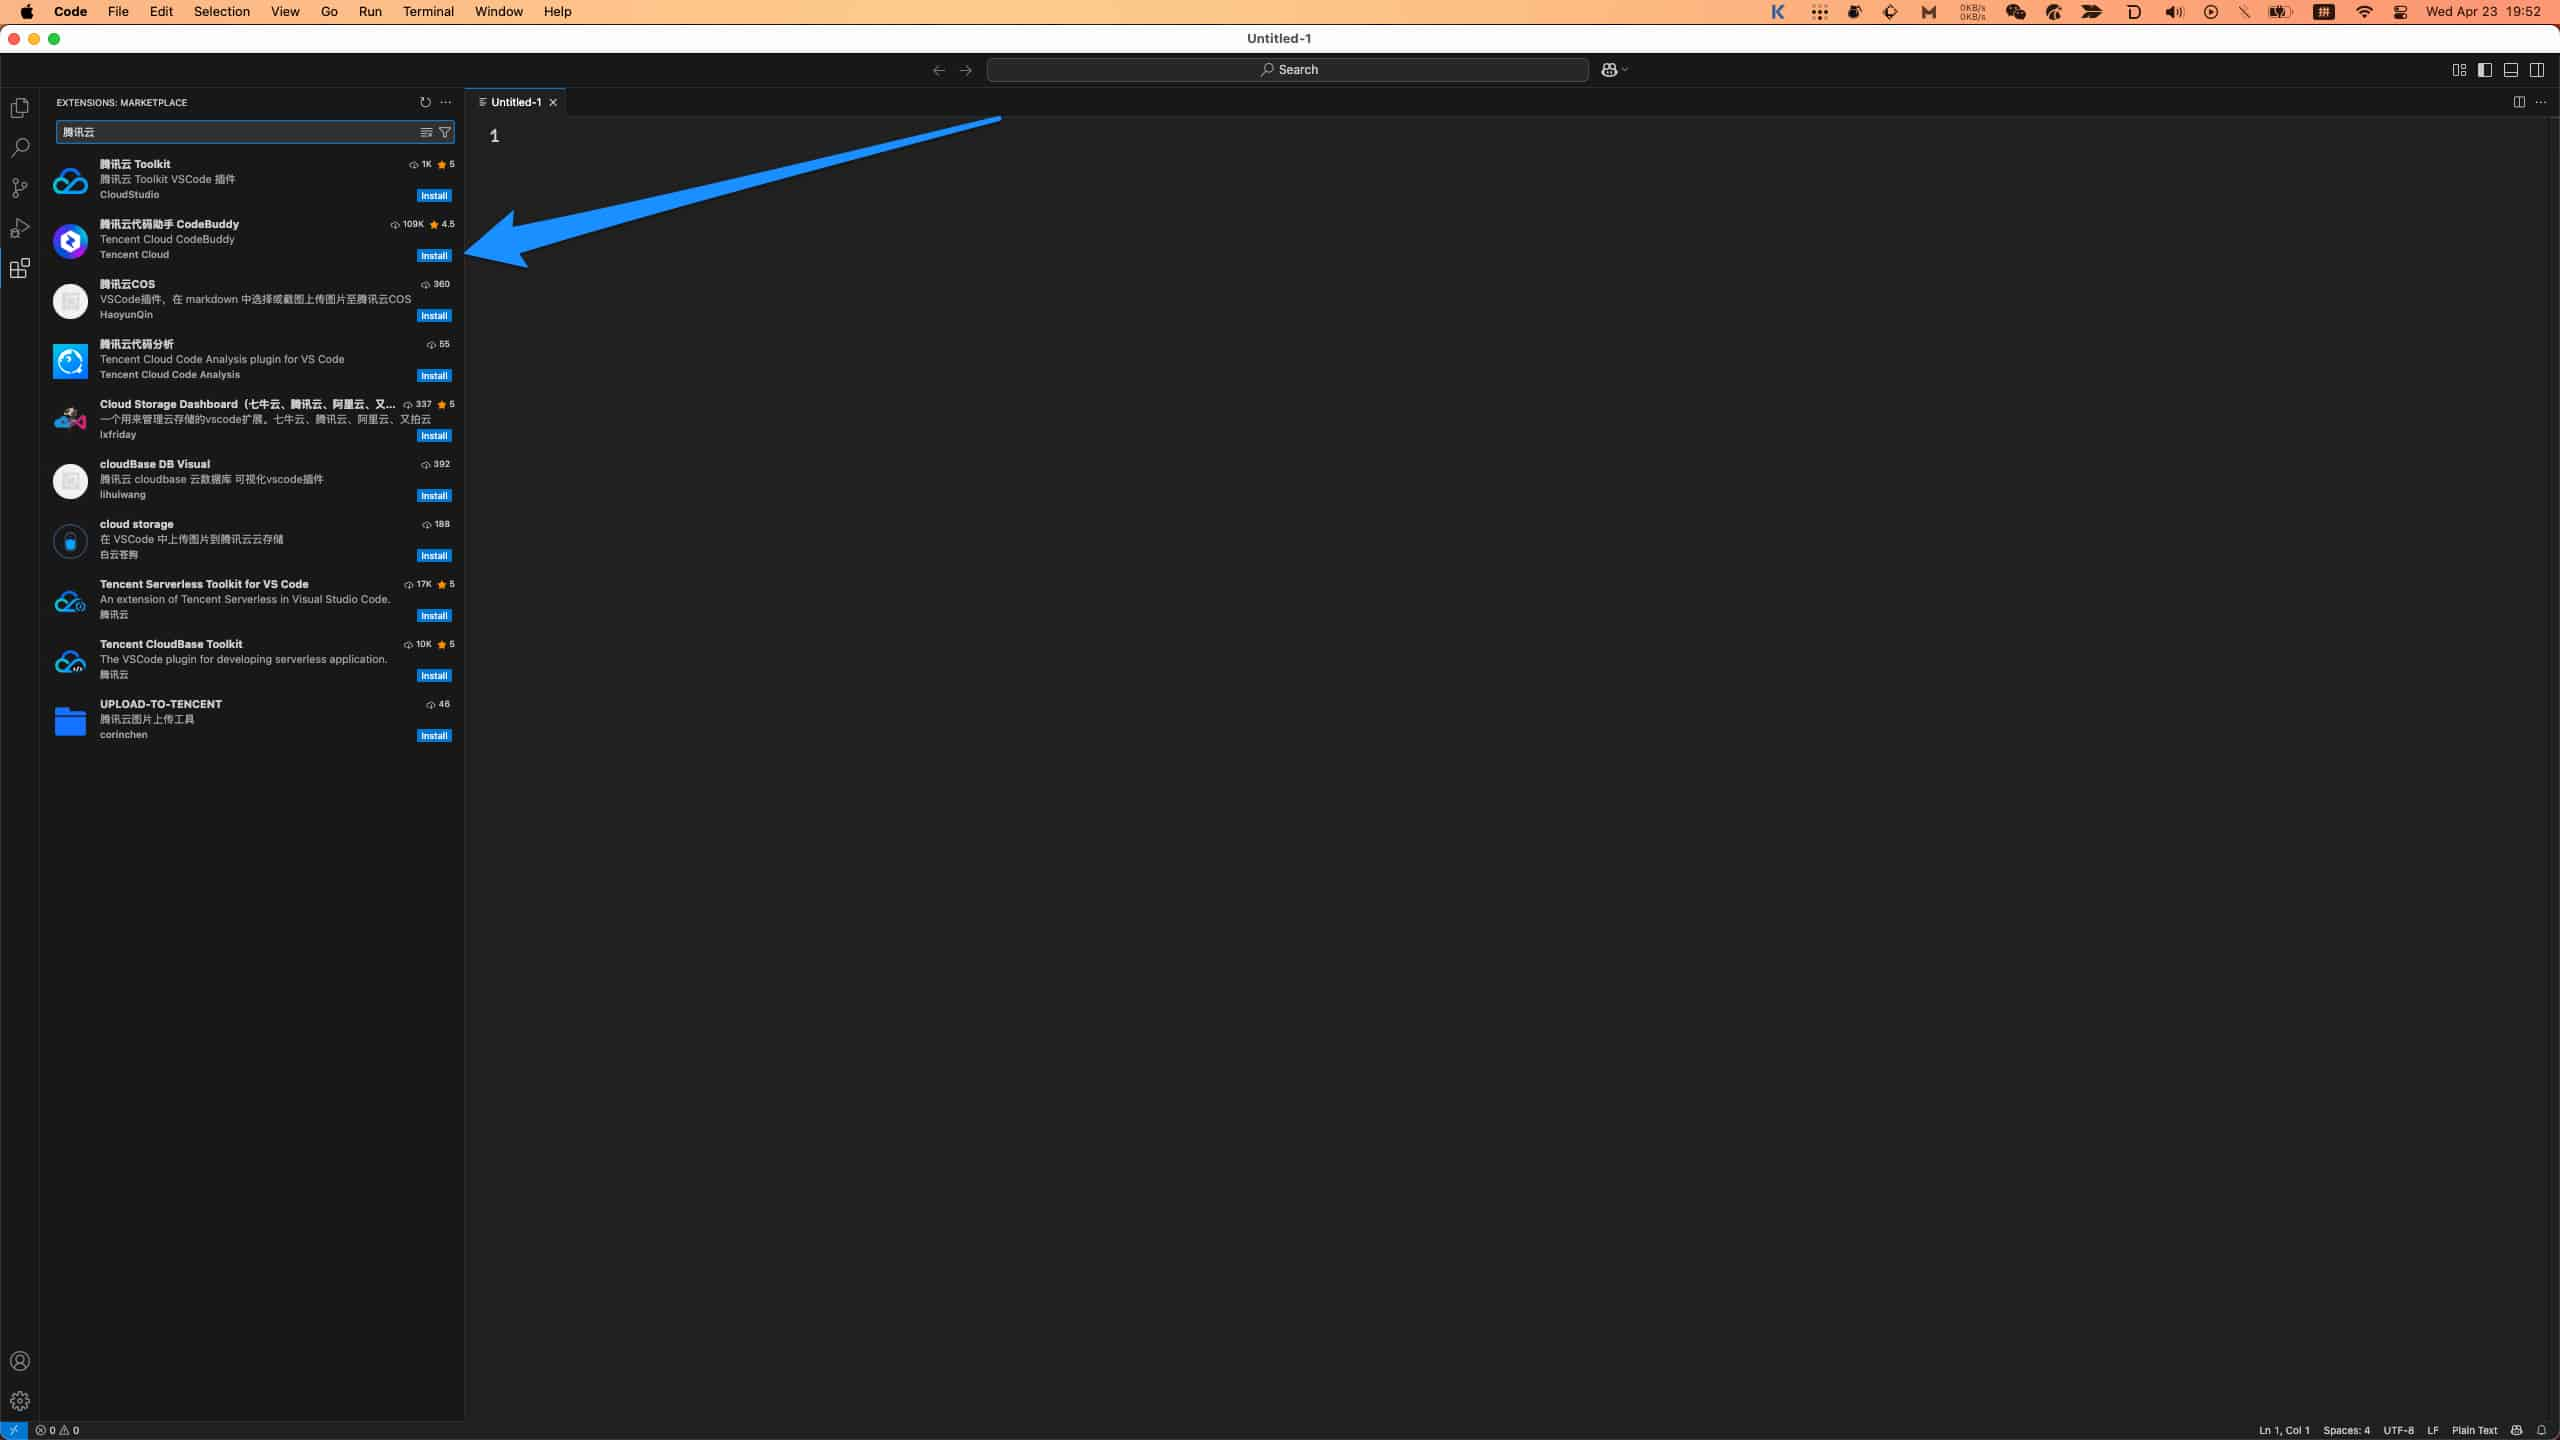 Code File Edit Selection View Go Run Terminal Window Help
0KB/s
0KB/s
拼
Wed Apr 23 19:52
Untitled-1
Search
EXTENSIONS: MARKETPLACE
Untitled-1
腾讯云
1
腾讯云 Toolkit 1K 5
腾讯云 Toolkit VSCode 插件
CloudStudio Install
腾讯云代码助手 CodeBuddy 109K 4.5
Tencent Cloud CodeBuddy
Tencent Cloud Install
腾讯云COS 360
VSCode插件，在 markdown 中选择或截图上传图片至腾讯云COS
HaoyunQin Install
腾讯云代码分析 55
Tencent Cloud Code Analysis plugin for VS Code
Tencent Cloud Code Analysis Install
Cloud Storage Dashboard（七牛云、腾讯云、阿里云、又... 337 5
一个用来管理云存储的vscode扩展。七牛云、腾讯云、阿里云、又拍云
lxfriday Install
cloudBase DB Visual 392
腾讯云 cloudbase 云数据库 可视化vscode插件
lihuiwang Install
cloud storage 188
在 VSCode 中上传图片到腾讯云云存储
白云苍狗 Install
Tencent Serverless Toolkit for VS Code 17K 5
An extension of Tencent Serverless in Visual Studio Code.
腾讯云 Install
Tencent CloudBase Toolkit 10K 5
The VSCode plugin for developing serverless application.
腾讯云 Install
UPLOAD-TO-TENCENT 46
腾讯云图片上传工具
corinchen Install
0 0
Ln 1, Col 1 Spaces: 4 UTF-8 LF Plain Text